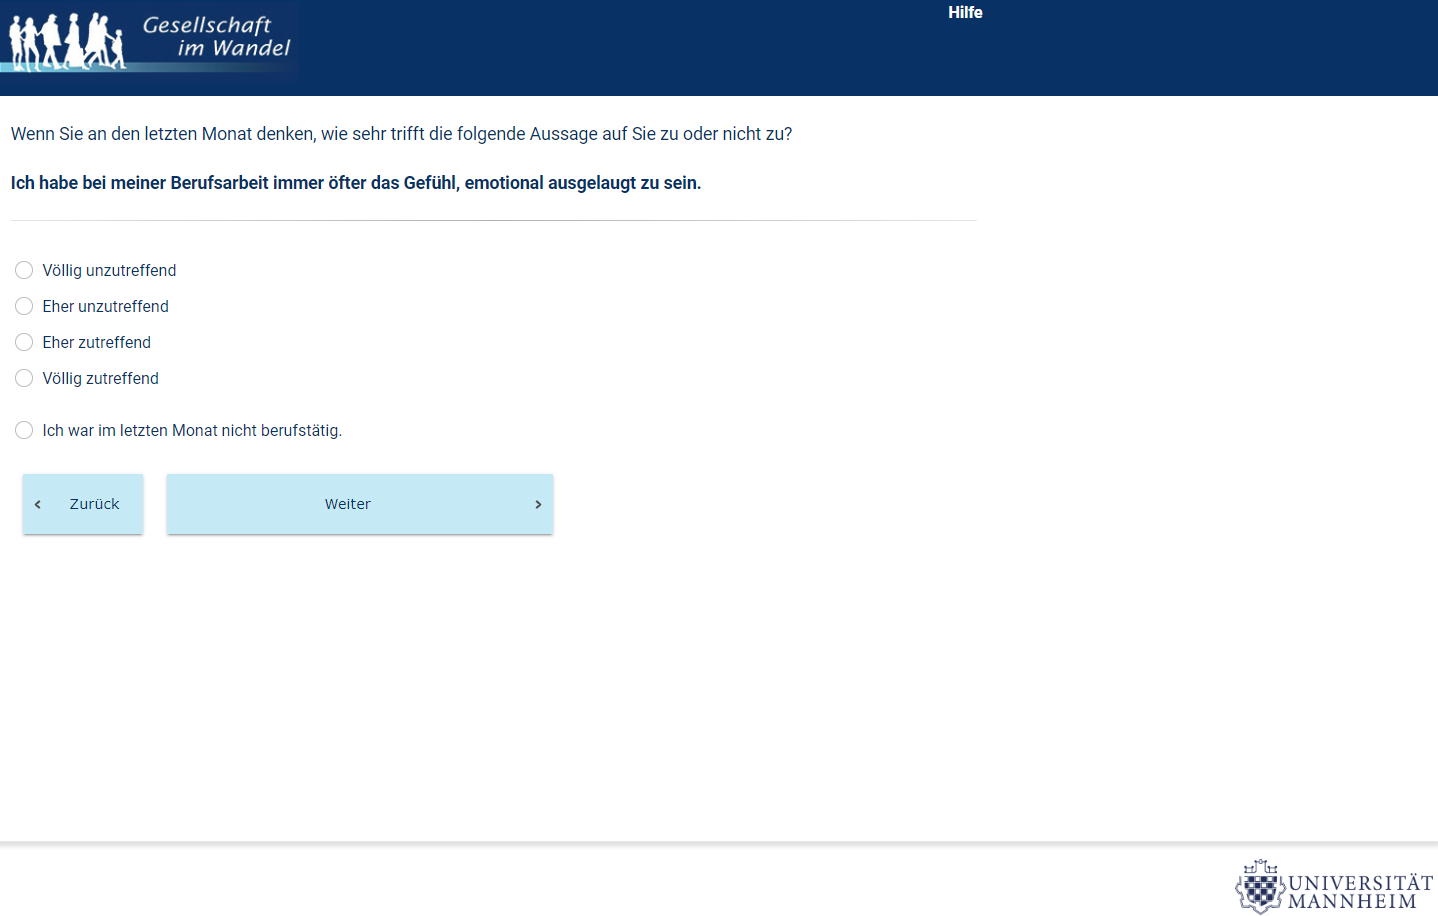 Gesellschaft
im Wandel
Hilfe
Wenn Sie an den letzten Monat denken, wie sehr trifft die folgende Aussage auf Sie zu oder nicht zu?
Ich habe bei meiner Berufsarbeit immer öfter das Gefühl, emotional ausgelaugt zu sein.
Völlig unzutreffend
Eher unzutreffend
Eher zutreffend
Völlig zutreffend
Ich war im letzten Monat nicht berufstätig.
Zurück
Weiter
UNIVERSITÄT
MANNHEIM